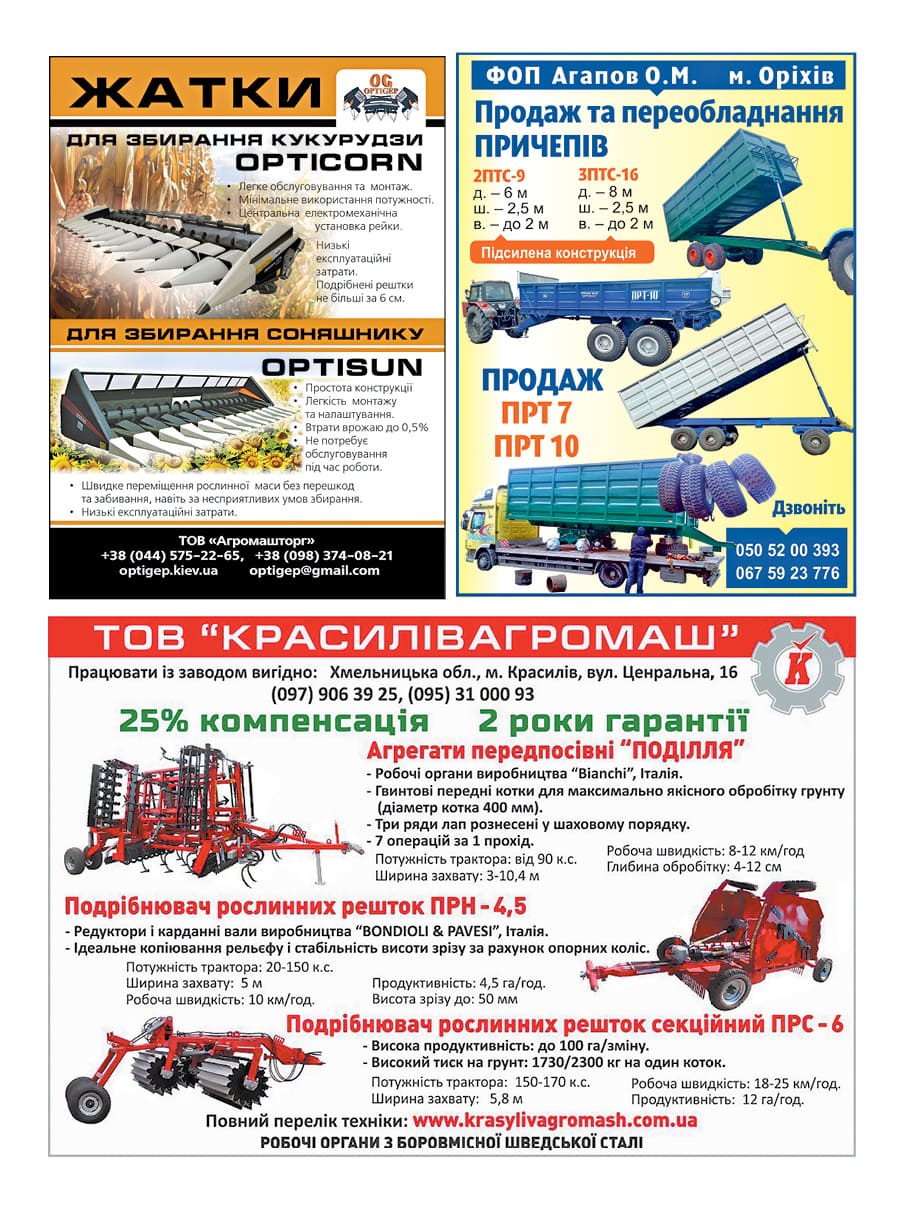 ЖАТКИ
OG
OPTIGEP
ДЛЯ ЗБИРАННЯ КУКУРУДЗИ
OPTICORN
• Легке обслуговування та монтаж.
• Мінімальне використання потужності.
• Центральна електромеханічна
установка рейки.
Низькі
експлуатаційні
затрати.
Подрібнені рештки
не більші за 6 см.
ДЛЯ ЗБИРАННЯ СОНЯШНИКУ
OPTISUN
• Простота конструкції
• Легкість монтажу
та налаштування.
• Втрати врожаю до 0,5%
• Не потребує
обслуговування
під час роботи.
• Швидке переміщення рослинної маси без перешкод
та забивання, навіть за несприятливих умов збирання.
• Низькі експлуатаційні затрати.
ТОВ «Агромашторг»
+38 (044) 575-22-65, +38 (098) 374-08-21
optigep.kiev.ua optigep@gmail.com
ФОП Агапов О.М. м. Оріхів
Продаж та переобладнання
ПРИЧЕПІВ
2ПТС-9
д. – 6 м
ш. – 2,5 м
в. – до 2 м
3ПТС-16
д. – 8 м
ш. – 2,5 м
в. – до 2 м
Підсилена конструкція
ПРТ-10
ПРОДАЖ
ПРТ 7
ПРТ 10
Дзвоніть
050 52 00 393
067 59 23 776
ТОВ “КРАСИЛІВАГРОМАШ”
К
Працювати із заводом вигідно: Хмельницька обл., м. Красилів, вул. Ценральна, 16
(097) 906 39 25, (095) 31 000 93
25% компенсація 2 роки гарантії
Агрегати передпосівні “ПОДІЛЛЯ”
- Робочі органи виробництва “Bianchi”, Італія.
- Гвинтові передні котки для максимально якісного обробітку грунту
(діаметр котка 400 мм).
- Три ряди лап рознесені у шаховому порядку.
- 7 операцій за 1 прохід.
Потужність трактора: від 90 к.с.
Ширина захвату: 3-10,4 м
Робоча швидкість: 8-12 км/год
Глибина обробітку: 4-12 см
Подрібнювач рослинних решток ПРН - 4,5
- Редуктори і карданні вали виробництва “BONDIOLI & PAVESI”, Італія.
- Ідеальне копіювання рельєфу і стабільність висоти зрізу за рахунок опорних коліс.
Потужність трактора: 20-150 к.с.
Ширина захвату: 5 м
Робоча швидкість: 10 км/год.
Продуктивність: 4,5 га/год.
Висота зрізу до: 50 мм
Подрібнювач рослинних решток секційний ПРС - 6
- Висока продуктивність: до 100 га/зміну.
- Високий тиск на грунт: 1730/2300 кг на один коток.
Потужність трактора: 150-170 к.с.
Ширина захвату: 5,8 м
Робоча швидкість: 18-25 км/год.
Продуктивність: 12 га/год.
Повний перелік техніки: www.krasylivagromash.com.ua
РОБОЧІ ОРГАНИ З БОРОВМІСНОЇ ШВЕДСЬКОЇ СТАЛІ